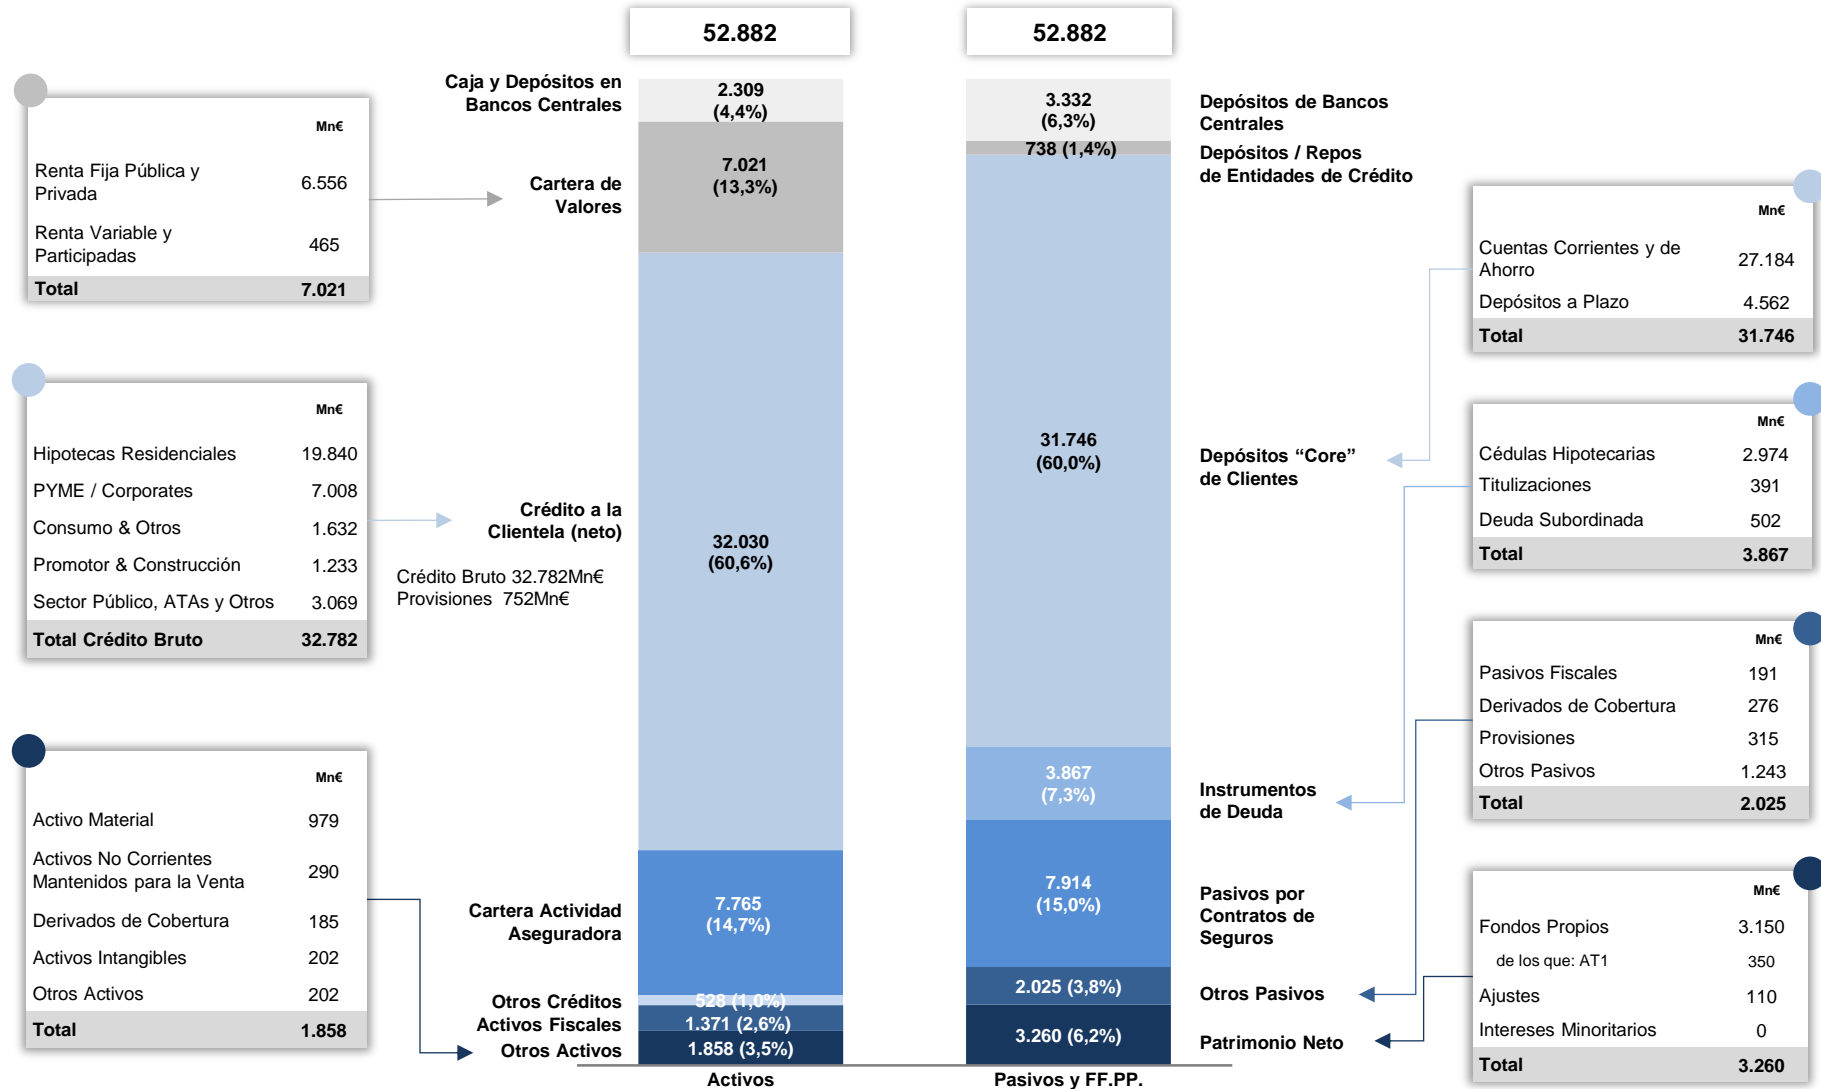 52.882
52.882
Mn€
Renta Fija Pública y
Privada
6.556
Renta Variable y
Participadas
465
Total 7.021
Mn€
Hipotecas Residenciales 19.840
PYME / Corporates 7.008
Consumo & Otros 1.632
Promotor & Construcción 1.233
Sector Público, ATAs y Otros 3.069
Total Crédito Bruto 32.782
Mn€
Activo Material 979
Activos No Corrientes
Mantenidos para la Venta
290
Derivados de Cobertura 185
Activos Intangibles 202
Otros Activos 202
Total 1.858
Caja y Depósitos en
Bancos Centrales
Cartera de
Valores
Crédito a la
Clientela (neto)
Crédito Bruto 32.782Mn€
Provisiones 752Mn€
Cartera Actividad
Aseguradora
Otros Créditos
Activos Fiscales
Otros Activos
2.309
(4,4%)
7.021
(13,3%)
32.030
(60,6%)
7.765
(14,7%)
528 (1,0%)
1.371 (2,6%)
1.858 (3,5%)
Activos
3.332
(6,3%)
738 (1,4%)
31.746
(60,0%)
3.867
(7,3%)
7.914
(15,0%)
2.025 (3,8%)
3.260 (6,2%)
Pasivos y FF.PP.
Depósitos de Bancos
Centrales
Depósitos / Repos
de Entidades de Crédito
Depósitos “Core”
de Clientes
Instrumentos
de Deuda
Pasivos por
Contratos de
Seguros
Otros Pasivos
Patrimonio Neto
Mn€
Cuentas Corrientes y de
Ahorro
27.184
Depósitos a Plazo 4.562
Total 31.746
Mn€
Cédulas Hipotecarias 2.974
Titulizaciones 391
Deuda Subordinada 502
Total 3.867
Mn€
Pasivos Fiscales 191
Derivados de Cobertura 276
Provisiones 315
Otros Pasivos 1.243
Total 2.025
Mn€
Fondos Propios 3.150
de los que: AT1 350
Ajustes 110
Intereses Minoritarios 0
Total 3.260